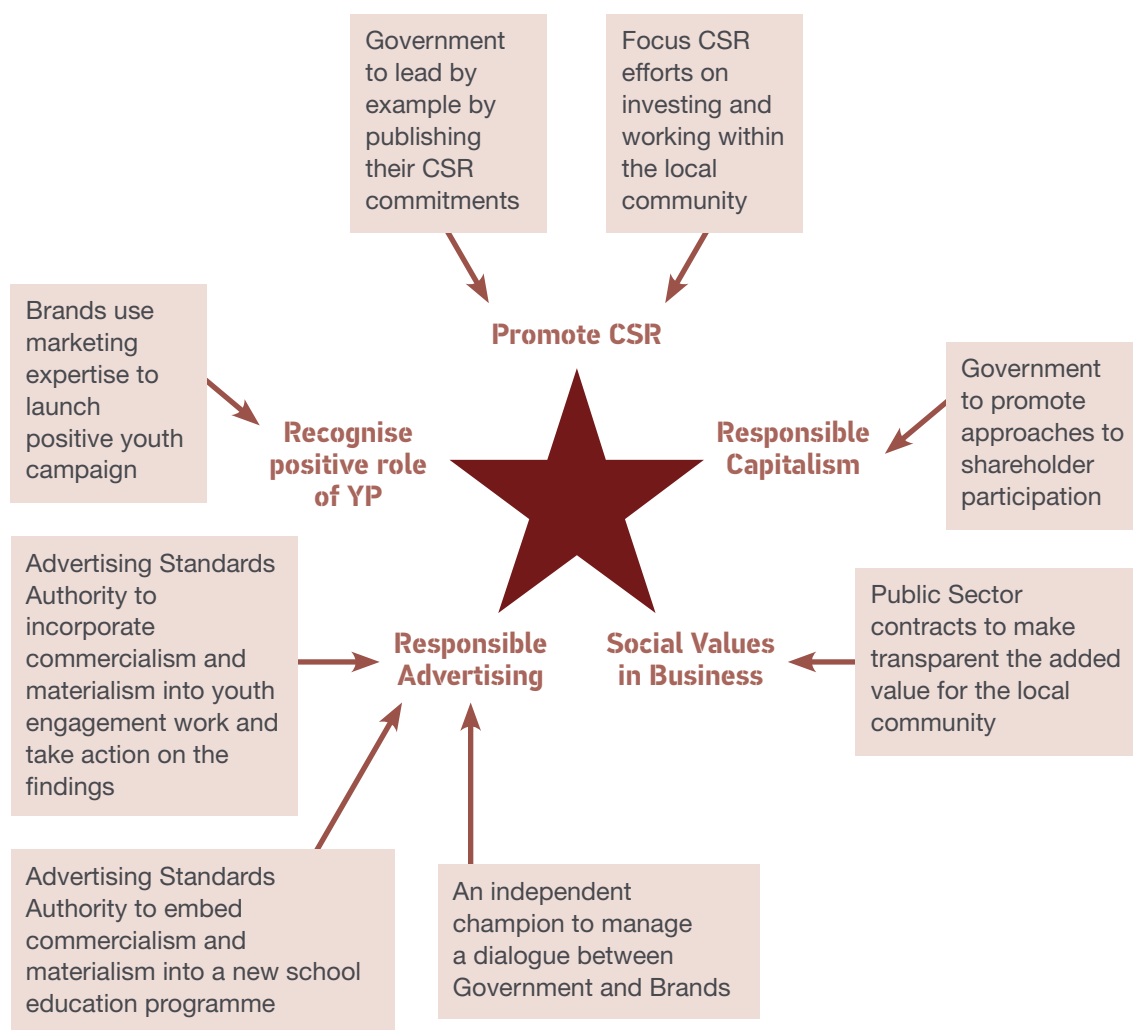 Government
to lead by
example by
publishing
their CSR
commitments
Focus CSR
efforts on
investing and
working within
the local
community
Promote CSR
Brands use
marketing
expertise to
launch
positive youth
campaign
Recognise
positive role
of YP
Responsible
Capitalism
Government
to promote
approaches to
shareholder
participation
Advertising Standards
Authority to
incorporate
commercialism and
materialism into youth
engagement work and
take action on the
findings
Responsible
Advertising
Social Values
in Business
Public Sector
contracts to make
transparent the added
value for the local
community
Advertising Standards
Authority to embed
commercialism and
materialism into a new school
education programme
An independent
champion to manage
a dialogue between
Government and Brands